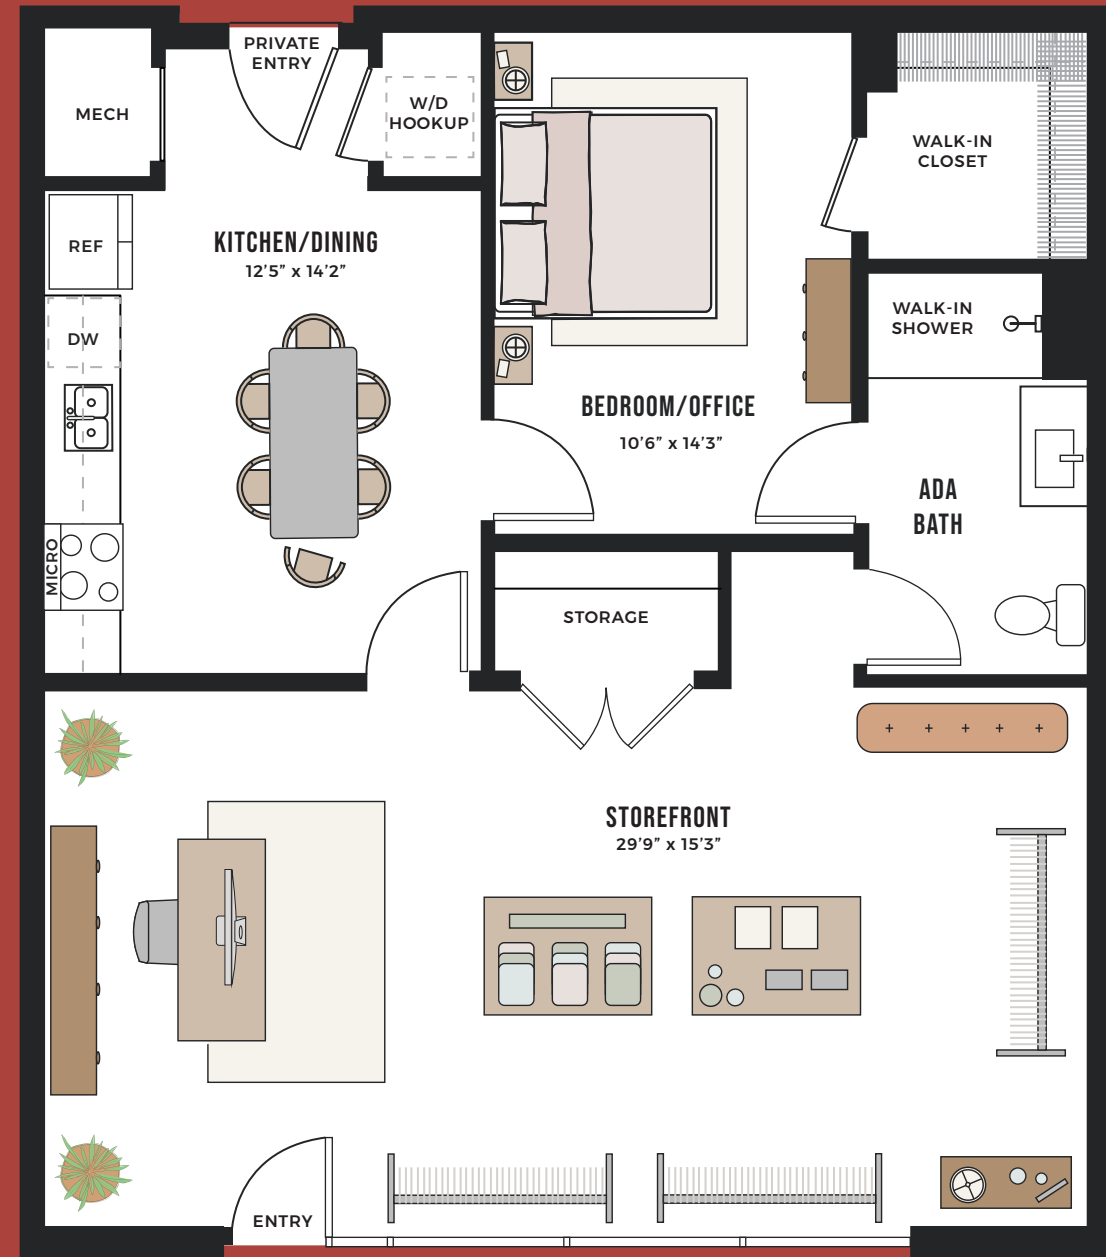 PRIVATE
ENTRY
MECH
W/D
HOOKUP
WALK-IN
CLOSET
REF
KITCHEN/DINING
12’5” x 14’2”
DW
WALK-IN
SHOWER
BEDROOM/OFFICE
10’6” x 14’3”
ADA
BATH
MICRO
STORAGE
STOREFRONT
29’9” x 15’3”
ENTRY